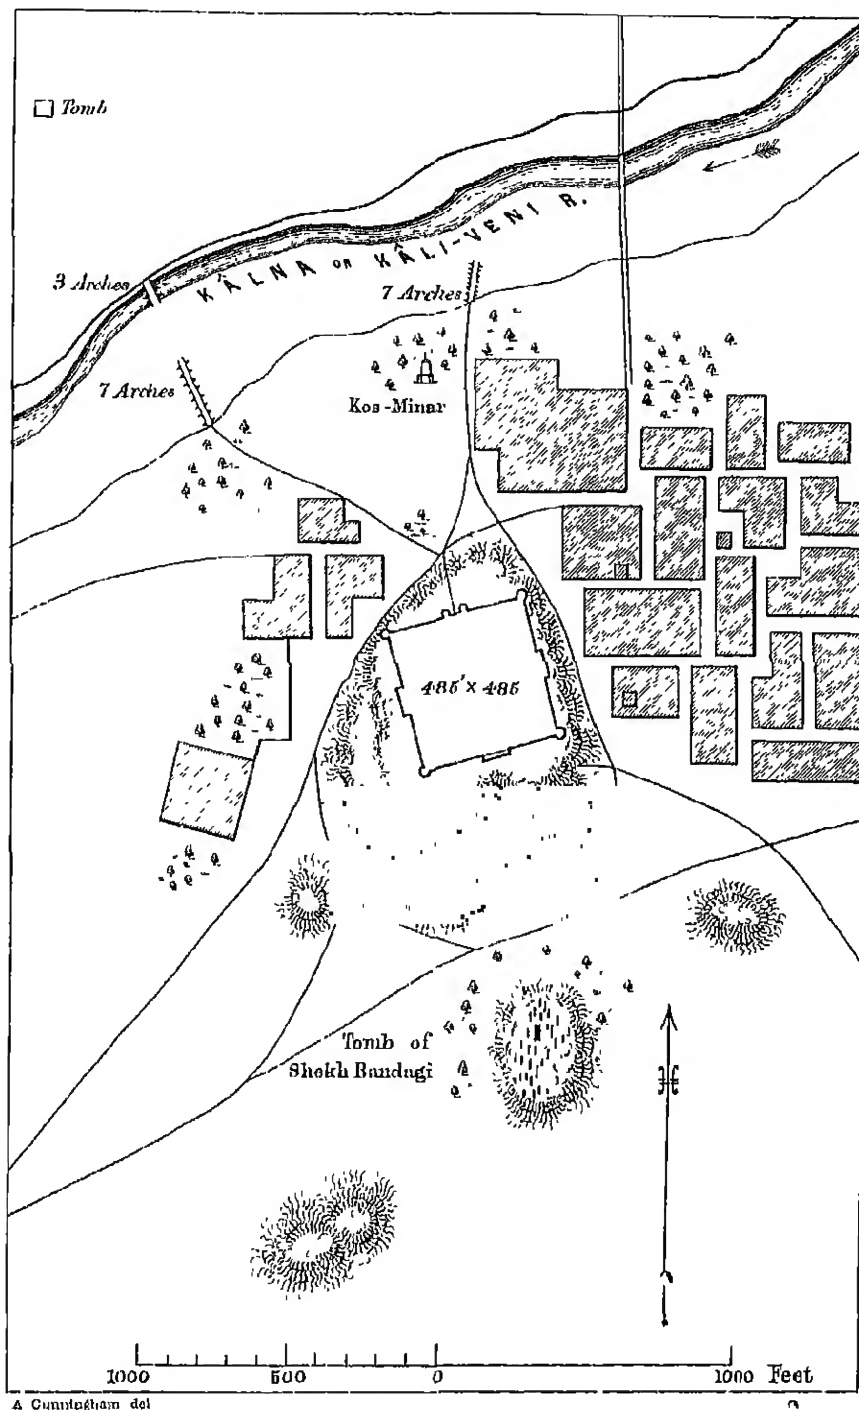 Tomb
KÂLNA OR KÂLI-VENI R.
3 Arches
7 Arches
7 Arches
Kos-Minar
485' × 485
Tomb of
Shekh Bandagi
1000 500 0 1000 Feet
A Cunningham del